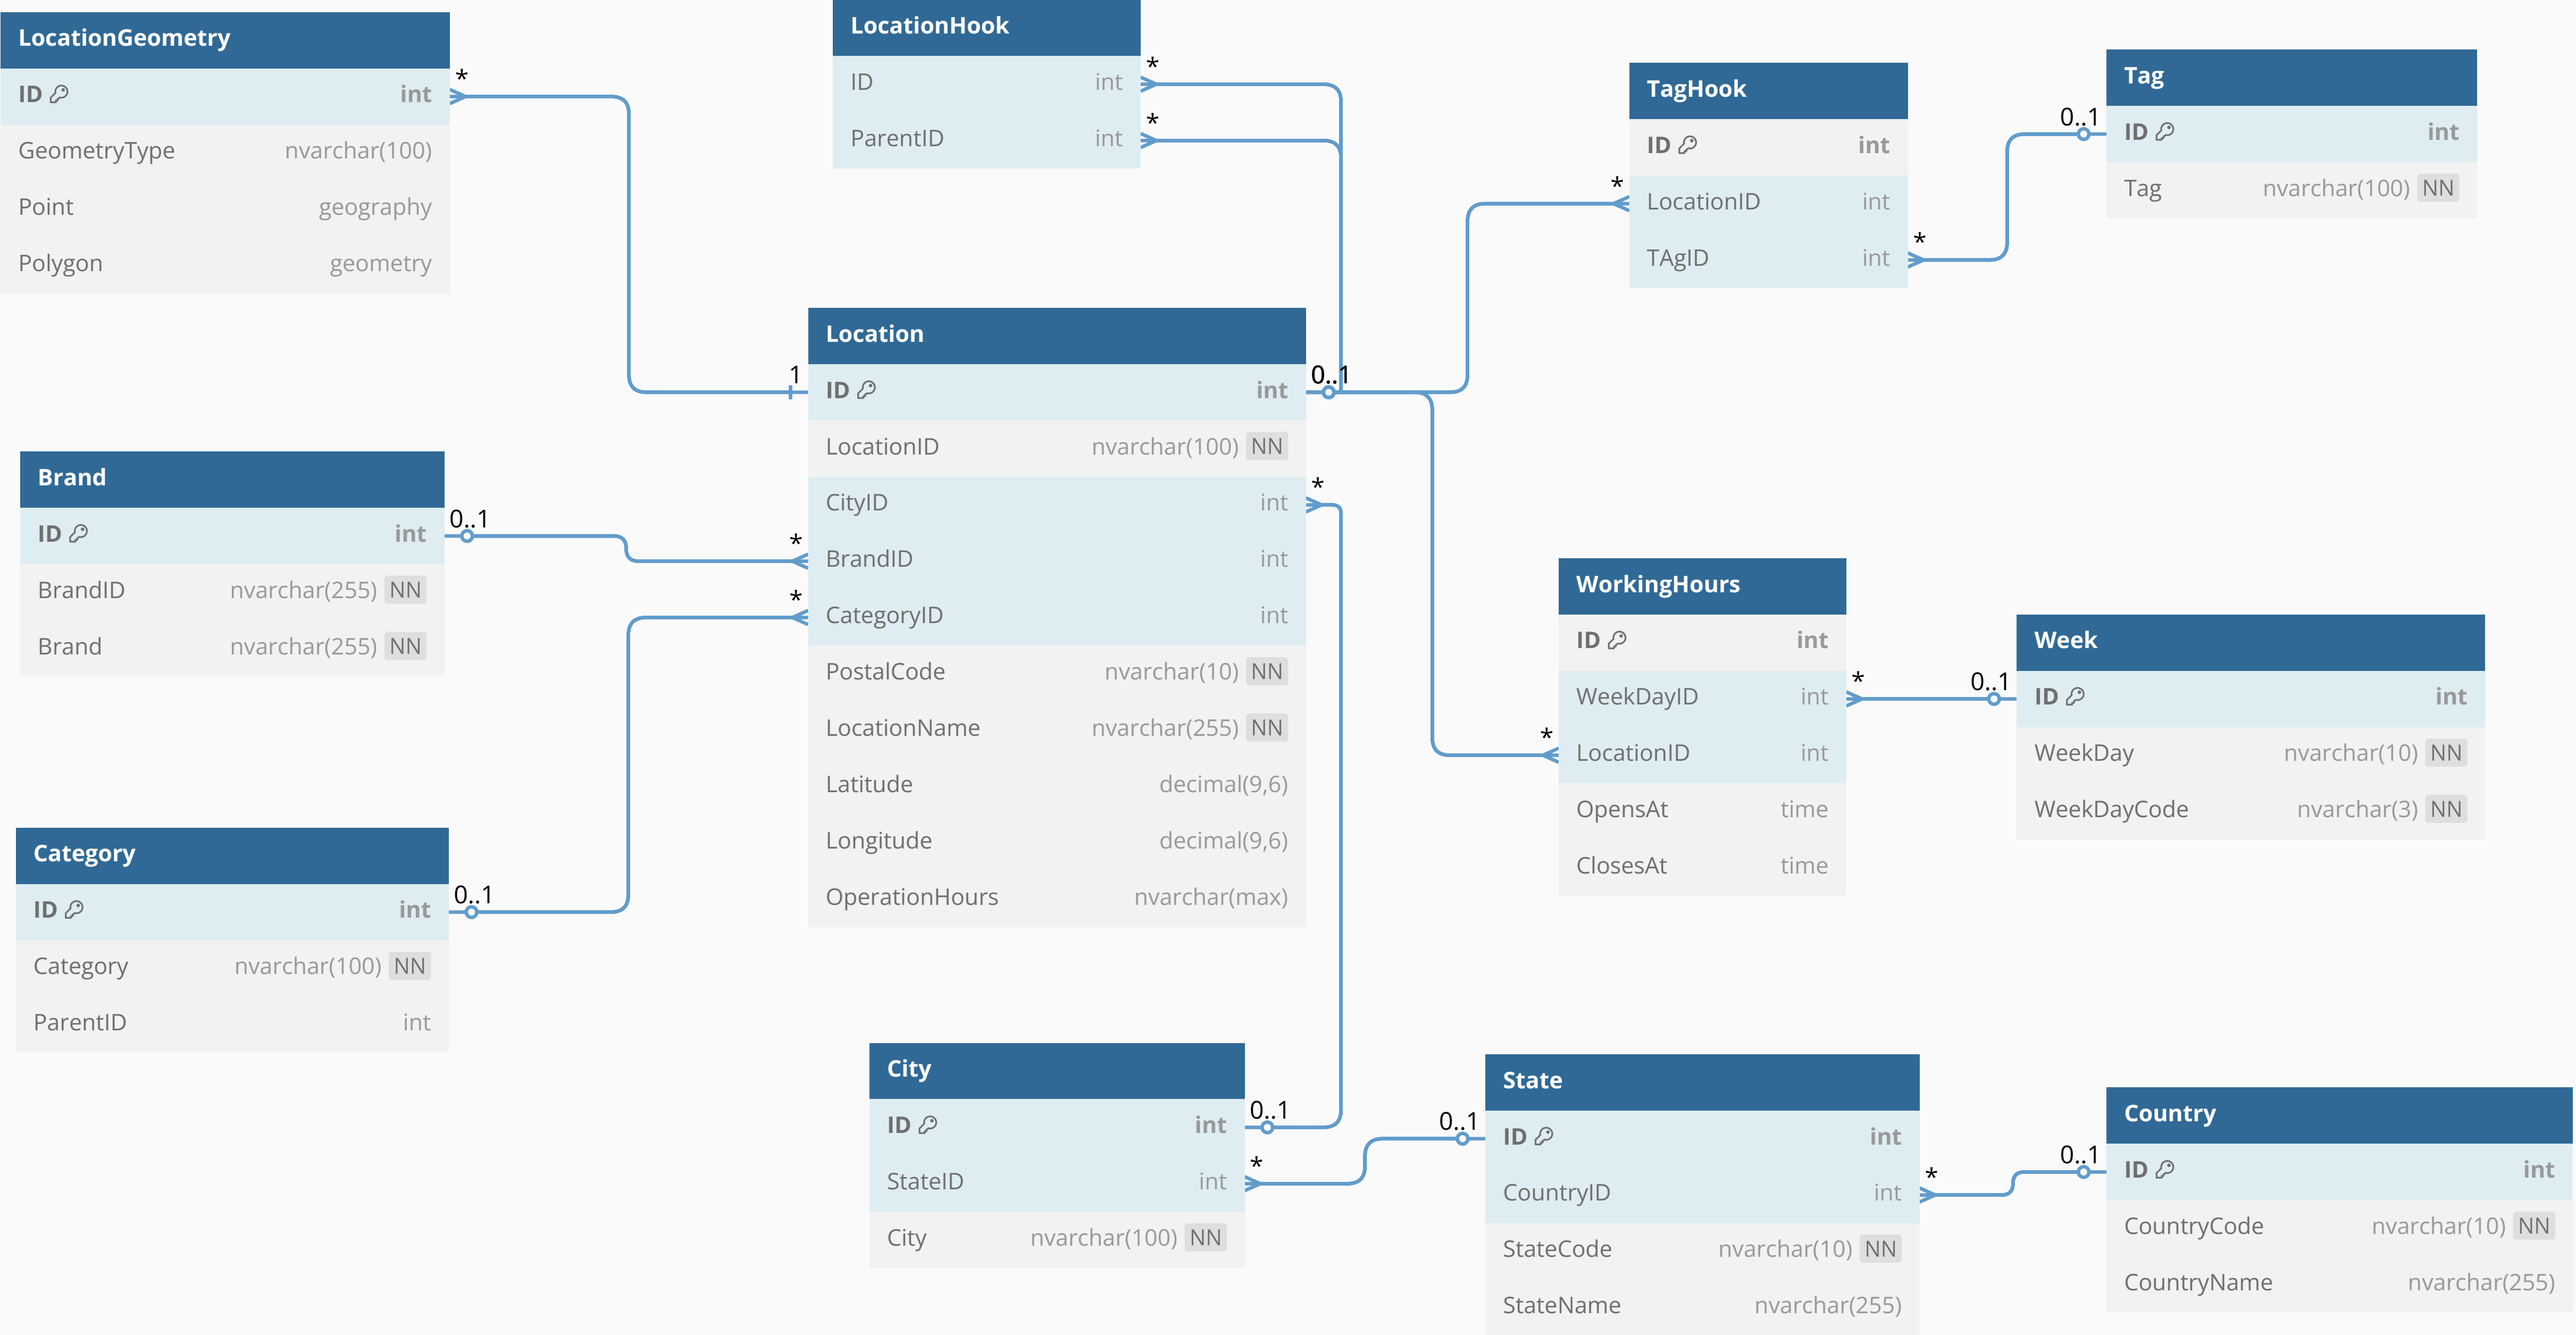 LocationGeometry
*
ID int
GeometryType nvarchar(100)
Point geography
Polygon geometry
LocationHook
*
ID int
*
ParentID int
TagHook
ID int
*
LocationID int
*
TAgID int
Tag
0..1
ID int
Tag nvarchar(100) NN
Location
1
0..1
ID int
LocationID nvarchar(100) NN
*
CityID int
*
BrandID int
*
CategoryID int
PostalCode nvarchar(10) NN
LocationName nvarchar(255) NN
Latitude decimal(9,6)
Longitude decimal(9,6)
OperationHours nvarchar(max)
Brand
0..1
ID int
BrandID nvarchar(255) NN
Brand nvarchar(255) NN
Category
0..1
ID int
Category nvarchar(100) NN
ParentID int
WorkingHours
ID int
*
WeekDayID int
*
LocationID int
OpensAt time
ClosesAt time
Week
0..1
ID int
WeekDay nvarchar(10) NN
WeekDayCode nvarchar(3) NN
City
0..1
ID int
*
StateID int
City nvarchar(100) NN
State
0..1
ID int
*
CountryID int
StateCode nvarchar(10) NN
StateName nvarchar(255)
Country
0..1
ID int
CountryCode nvarchar(10) NN
CountryName nvarchar(255)